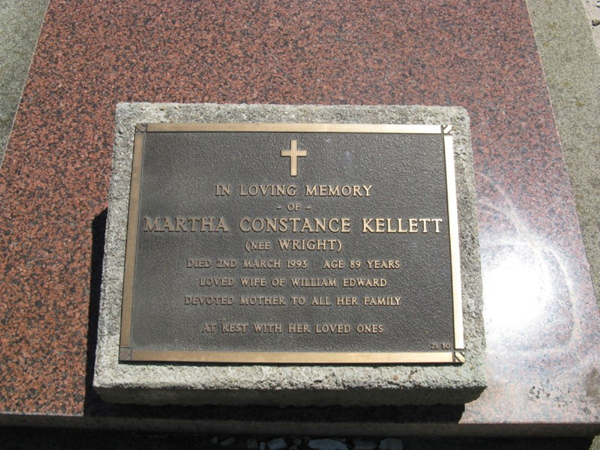 IN LOVING MEMORY
- OF -
MARTHA CONSTANCE KELLETT
(NEE WRIGHT)
DIED 2ND MARCH 1993 AGE 89 YEARS
LOVED WIFE OF WILLIAM EDWARD
DEVOTED MOTHER TO ALL HER FAMILY
AT REST WITH HER LOVED ONES